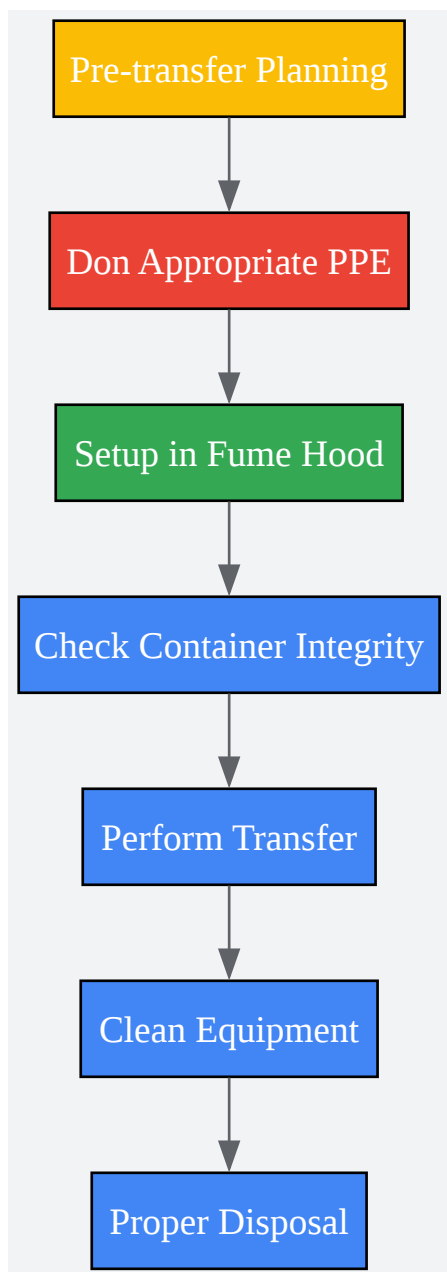 Pre-transfer Planning
Don Appropriate PPE
Setup in Fume Hood
Check Container Integrity
Perform Transfer
Clean Equipment
Proper Disposal